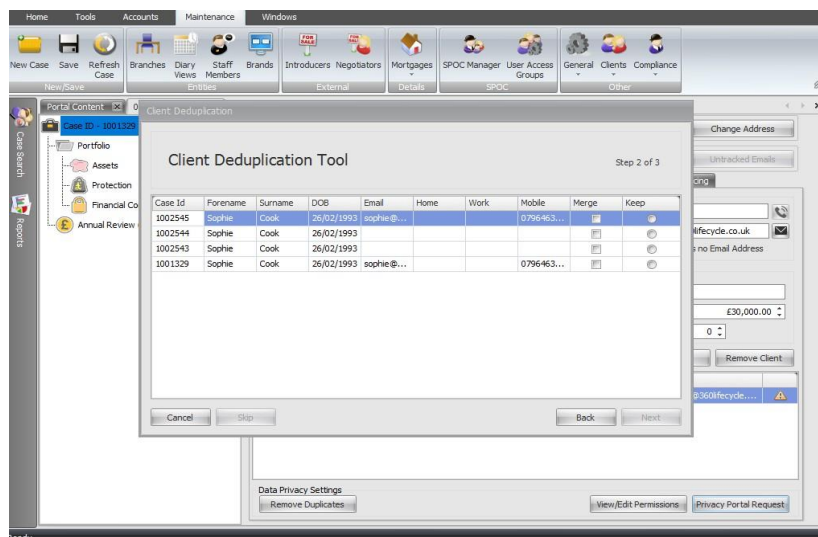 Home Tools Accounts Maintenance Windows
New Case Save Refresh Case Branches Diary Views Staff Members Brands Introducers Negotiators Mortgages SPOC Manager User Access Groups General Clients Compliance
New/Save Entities External Details SPOC Other
Portal Content
Client Deduplication
Case Search
Reports
Case ID - 1001329
Portfolio
Assets
Protection
Financial Co
Annual Review
Client Deduplication Tool
Step 2 of 3
Case Id Forename Surname DOB Email Home Work Mobile Merge Keep
1002545 Sophie Cook 26/02/1993 sophie@... 0796463...
1002544 Sophie Cook 26/02/1993
1002543 Sophie Cook 26/02/1993
1001329 Sophie Cook 26/02/1993 sophie@... 0796463...
Cancel Skip Back Next
Change Address
Untracked Emails
cing
lifecycle.co.uk
s no Email Address
£30,000.00
0
Remove Client
@360lifecycle....
Data Privacy Settings
Remove Duplicates View/Edit Permissions Privacy Portal Request